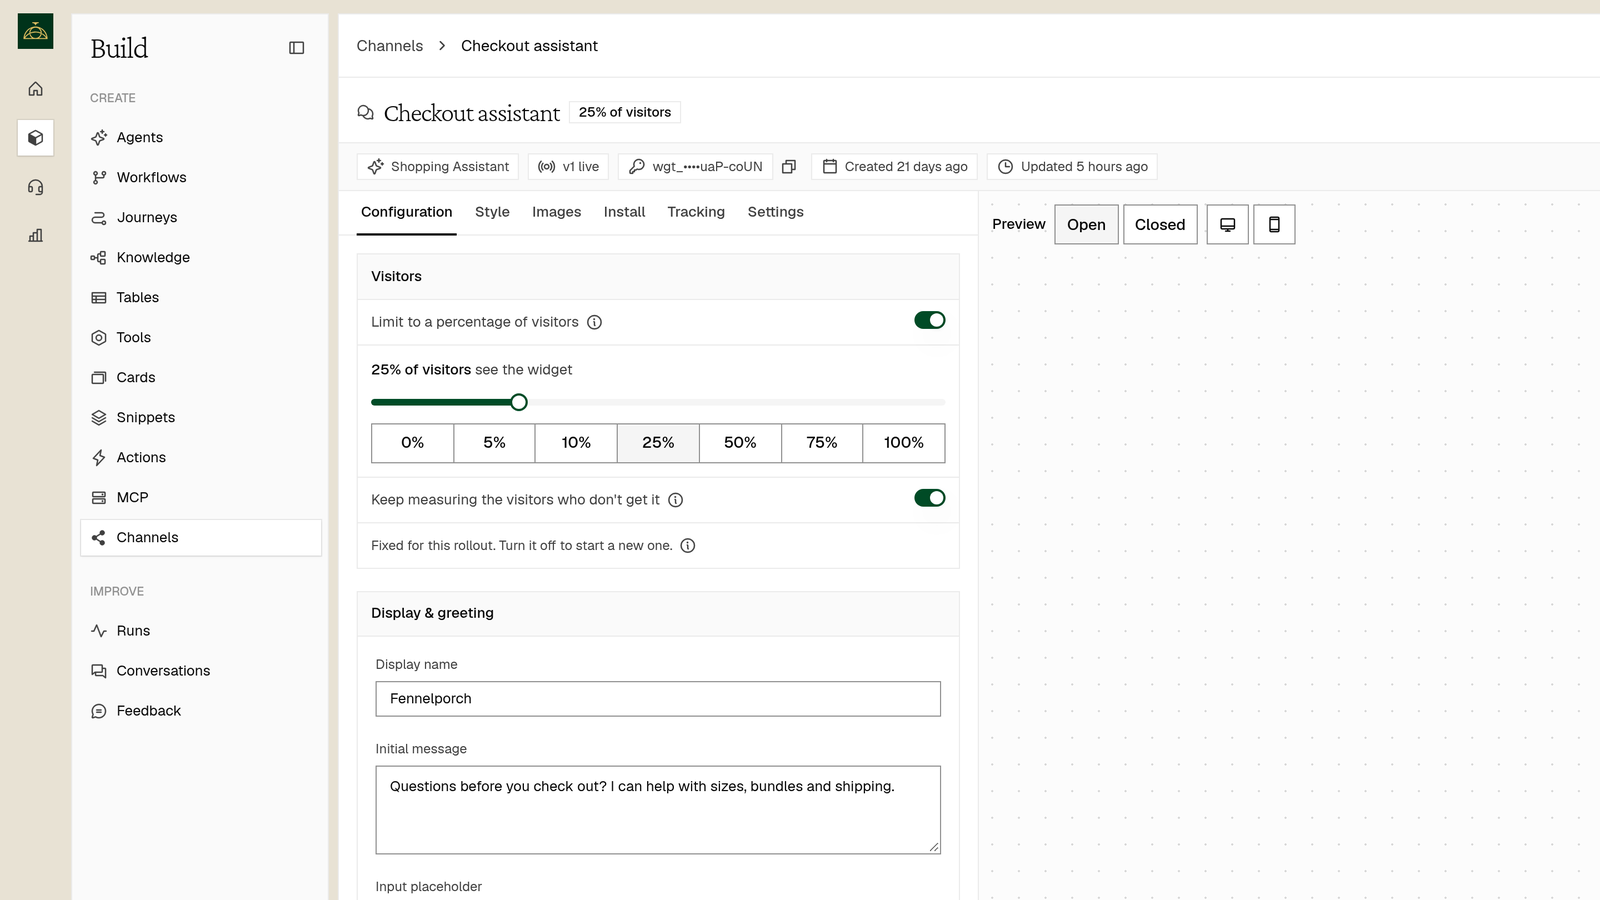 Build
CREATE
Agents
Workflows
Journeys
Knowledge
Tables
Tools
Cards
Snippets
Actions
MCP
Channels
IMPROVE
Runs
Conversations
Feedback
Channels > Checkout assistant
Checkout assistant 25% of visitors
Shopping Assistant v1 live wgt_••••uaP-coUN Created 21 days ago Updated 5 hours ago
Configuration Style Images Install Tracking Settings
Visitors
Limit to a percentage of visitors
25% of visitors see the widget
0% 5% 10% 25% 50% 75% 100%
Keep measuring the visitors who don't get it
Fixed for this rollout. Turn it off to start a new one.
Display & greeting
Display name
Fennelporch
Initial message
Questions before you check out? I can help with sizes, bundles and shipping.
Input placeholder
Preview Open Closed